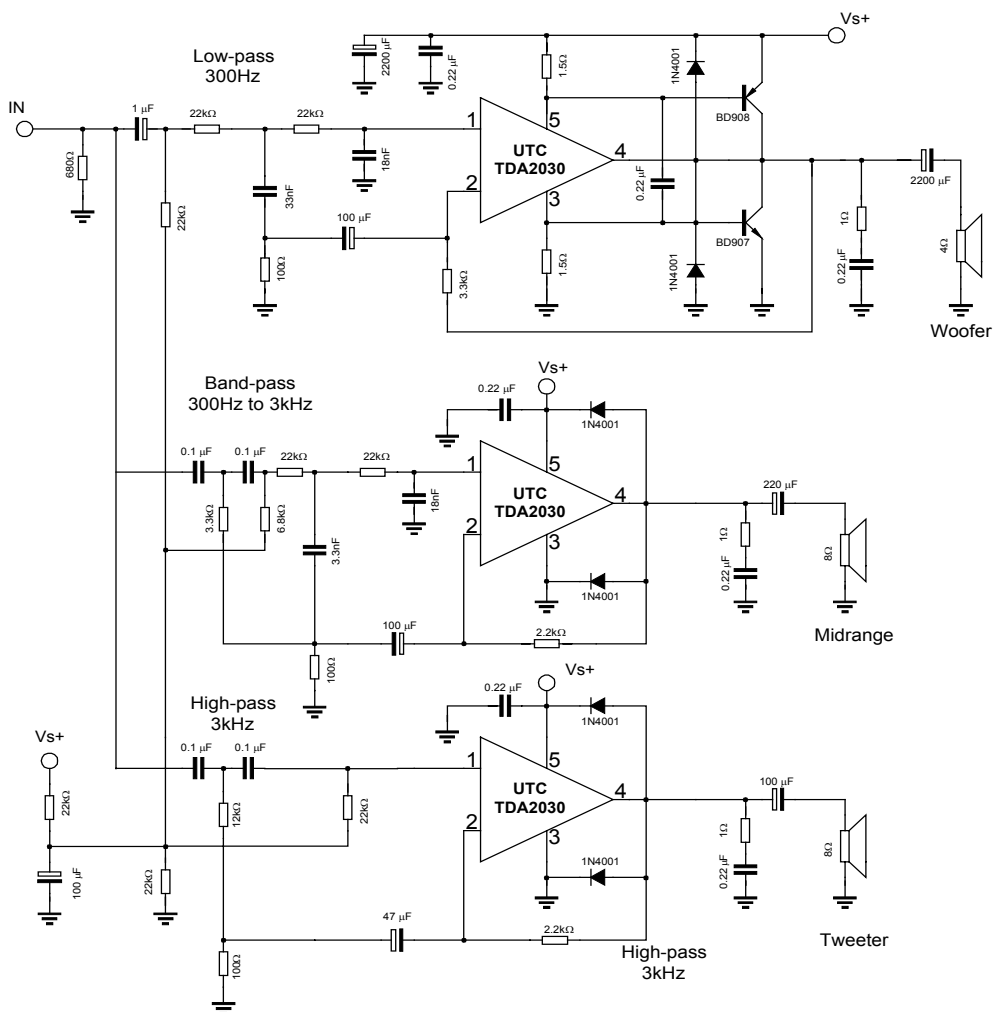 Vs+
Low-pass
300Hz
2200 µF
0.22 µF
1.5Ω
1N4001
IN
1 µF
22kΩ
22kΩ
1
5
UTC
TDA2030
4
2
3
BD908
680Ω
18nF
33nF
0.22 µF
2200 µF
22kΩ
100 µF
BD907
1Ω
4Ω
100Ω
3.3kΩ
1.5Ω
1N4001
0.22 µF
Woofer
Band-pass
300Hz to 3kHz
Vs+
0.22 µF
1N4001
0.1 µF
0.1 µF
22kΩ
22kΩ
1
5
UTC
TDA2030
4
2
3
220 µF
18nF
3.3kΩ
6.8kΩ
3.3nF
1Ω
8Ω
0.22 µF
1N4001
100 µF
2.2kΩ
Midrange
100Ω
Vs+
High-pass
3kHz
0.22 µF
1N4001
Vs+
0.1 µF
0.1 µF
1
5
UTC
TDA2030
4
2
3
100 µF
22kΩ
12kΩ
22kΩ
1Ω
8Ω
1N4001
0.22 µF
100 µF
22kΩ
47 µF
2.2kΩ
High-pass
3kHz
Tweeter
100Ω